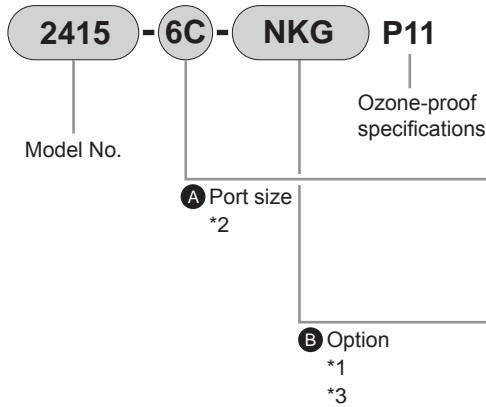 2415 - 6C - NKG P11
Ozone-proof
specifications
Model No.
A Port size
*2
B Option
*1
*3